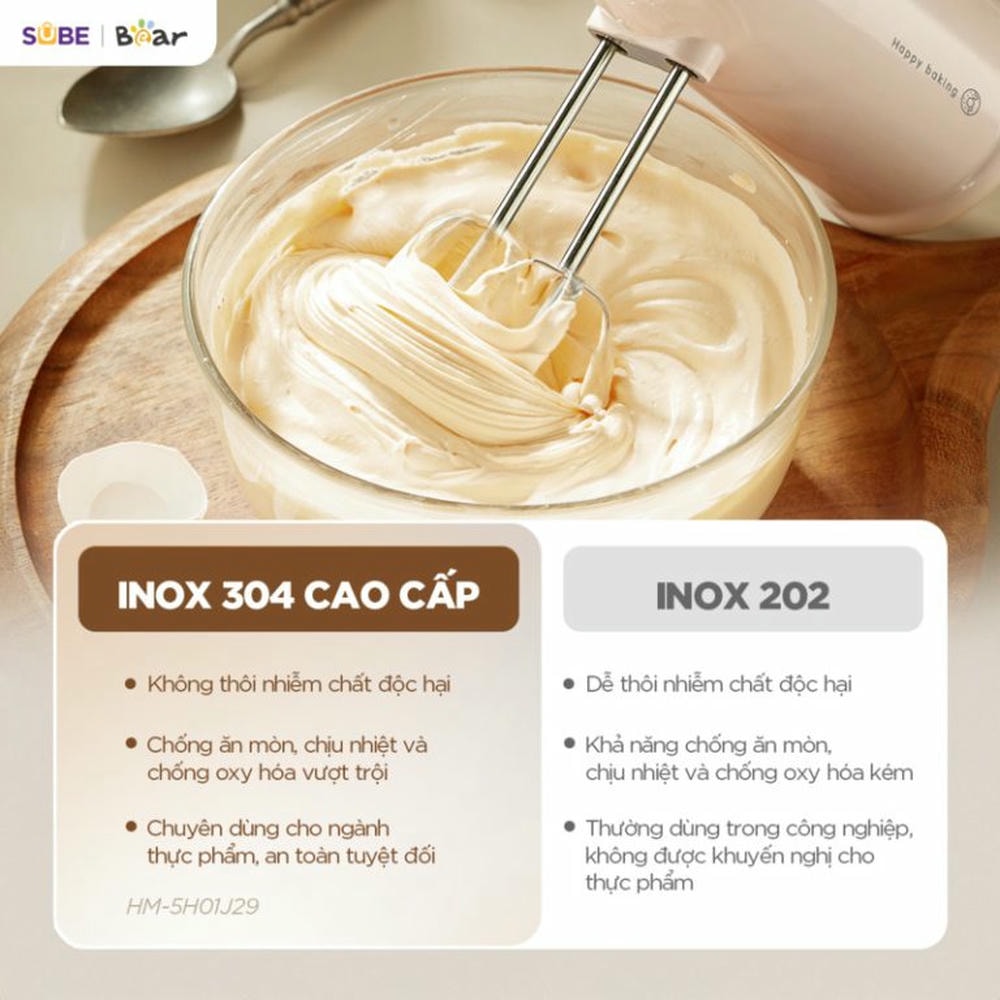 SUBE | Bear
Happy baking
INOX 304 CAO CẤP
Không thôi nhiễm chất độc hại
Chống ăn mòn, chịu nhiệt và
chống oxy hóa vượt trội
Chuyên dùng cho ngành
thực phẩm, an toàn tuyệt đối
HM-5H01J29
INOX 202
Dễ thôi nhiễm chất độc hại
Khả năng chống ăn mòn,
chịu nhiệt và chống oxy hóa kém
Thường dùng trong công nghiệp,
không được khuyến nghị cho
thực phẩm